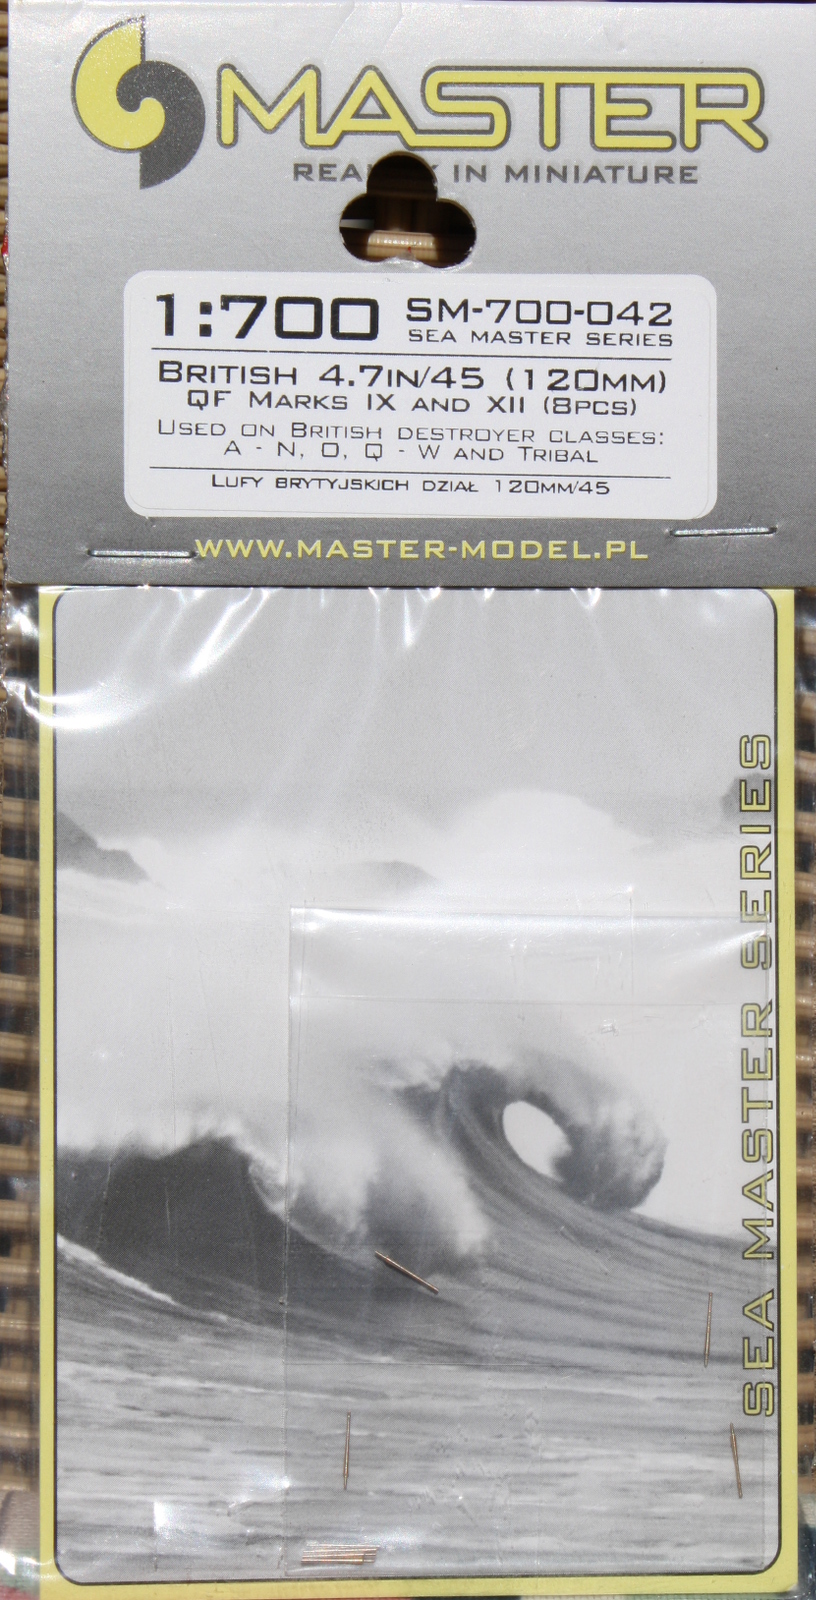 MASTER
IN MINIATURE
1:700 SM-700-042
SEA MASTER SERIES
BRITISH 4.7IN/45 (120MM)
QF MARKS IX AND XII (8PCS)
USED ON BRITISH DESTROYER CLASSES:
A - N, O, Q - W AND TRIBAL
LUFY BRYTYJSKICH DZIAŁ 120MM/45
WWW.MASTER-MODEL.PL
SEA MASTER SERIES